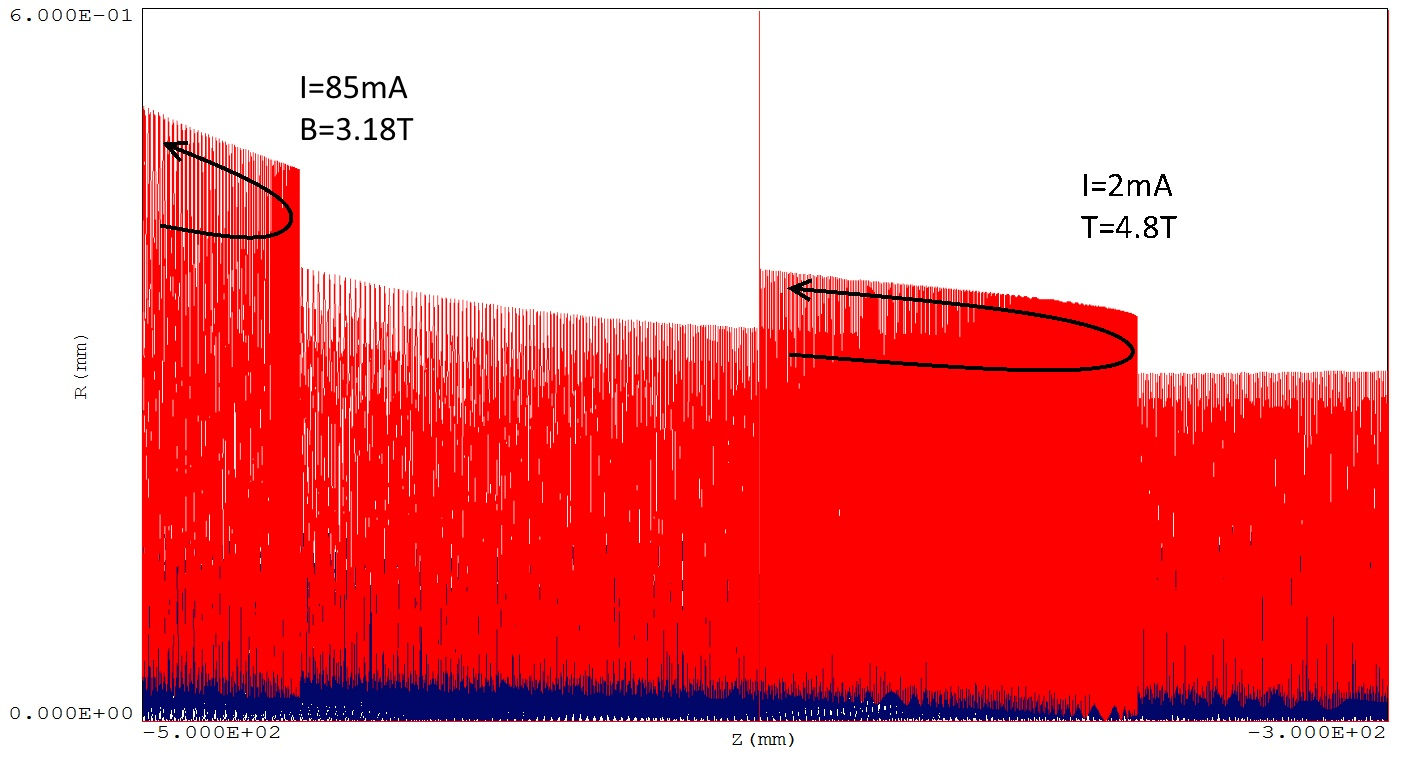 6.000E-01
I=85mA
B=3.18T
I=2mA
T=4.8T
R(mm)
0.000E+00
-5.000E+02
Z(mm)
-3.000E+02